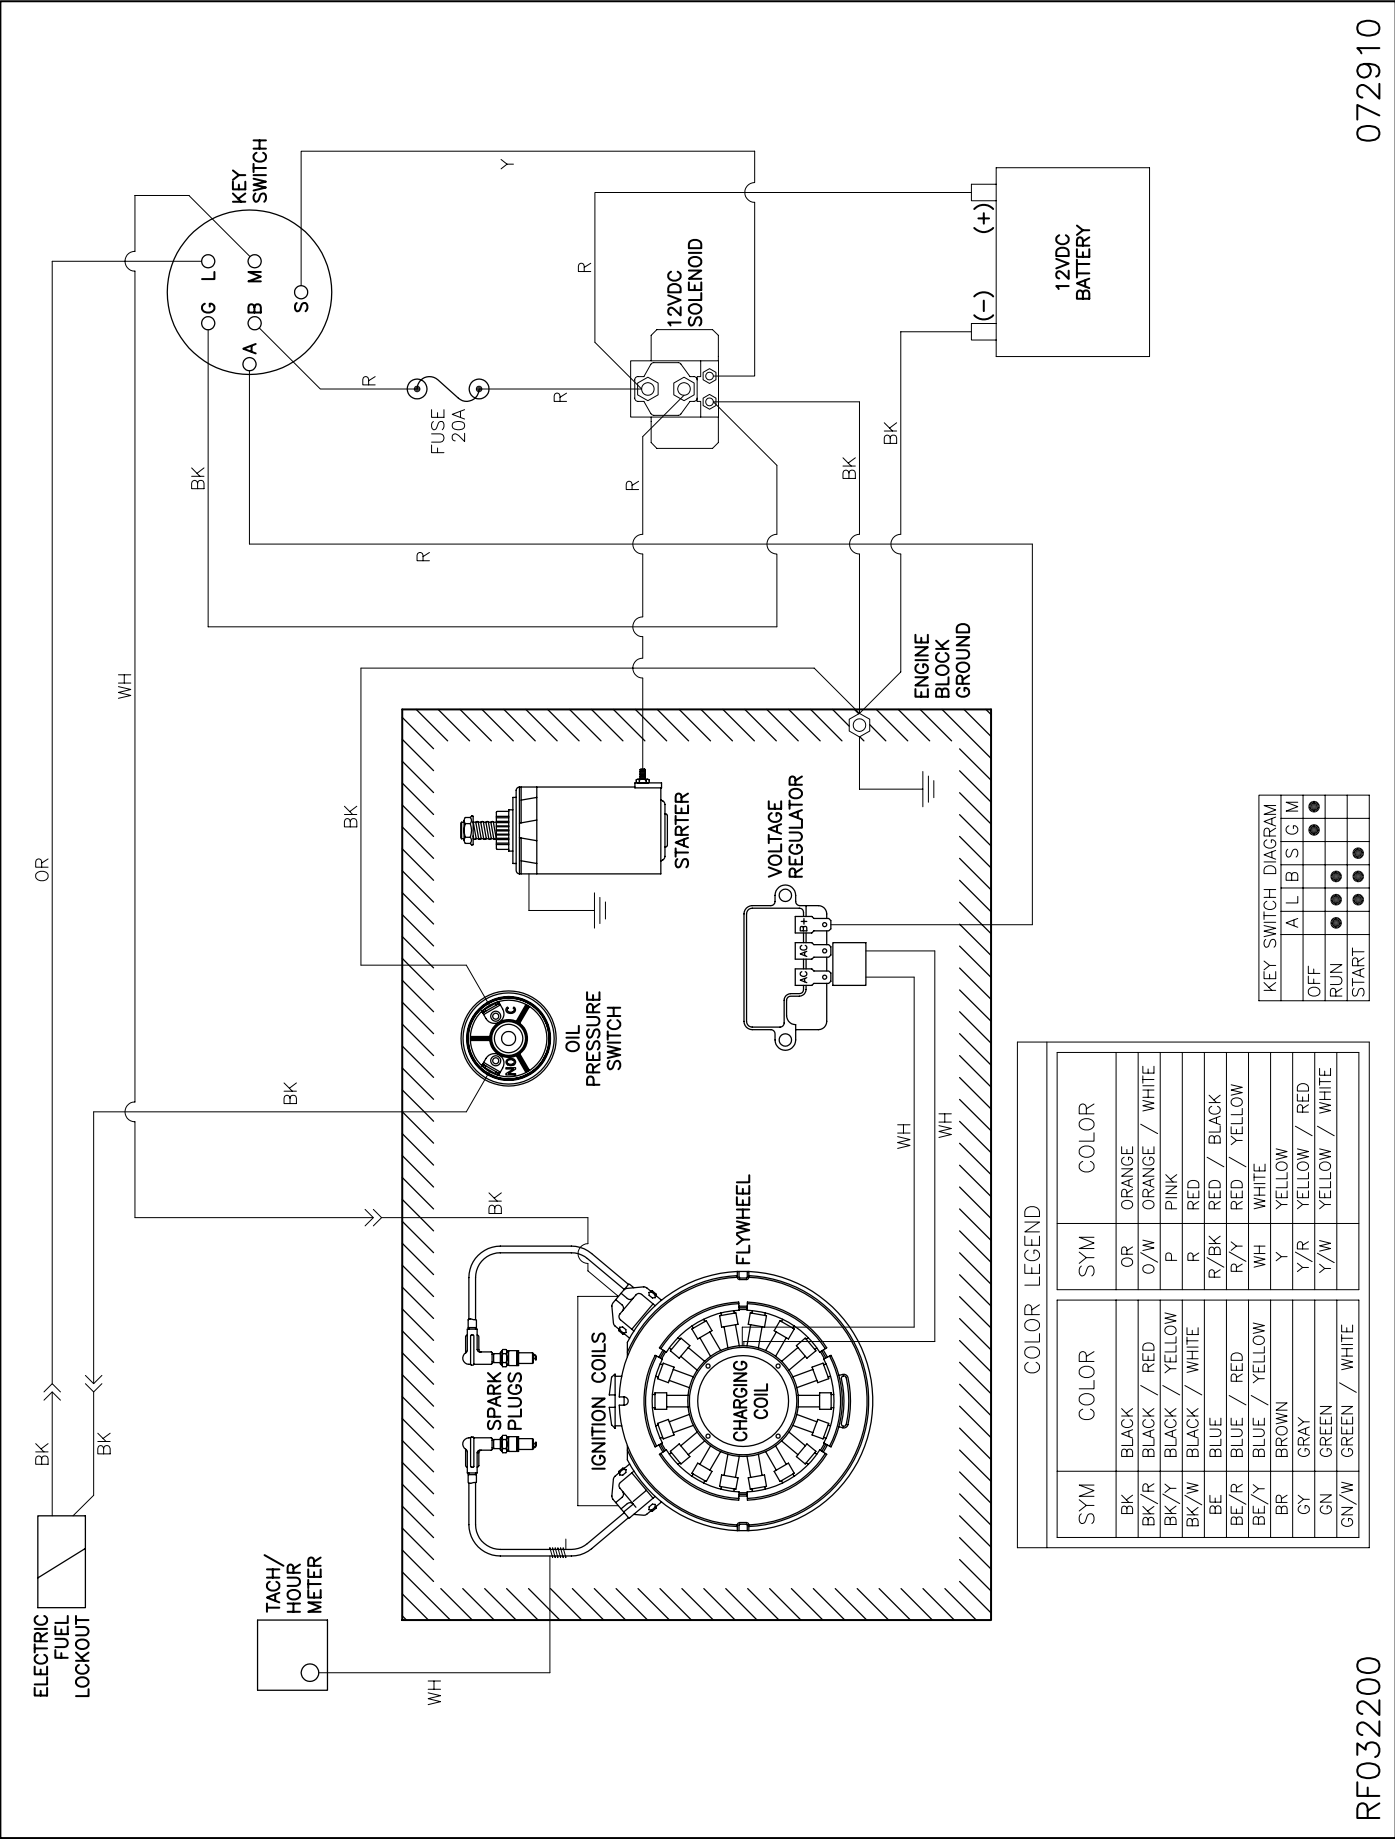 ELECTRIC
FUEL
LOCKOUT
BK
BK
OR
BK
WH
TACH/
HOUR
METER
WH
KEY
SWITCH
G
L
B
M
A
S
R
FUSE
20A
R
BK
R
Y
R
12VDC
SOLENOID
R
BK
BK
(-)
(+)
12VDC
BATTERY
ENGINE
BLOCK
GROUND
BK
NO
C
OIL
PRESSURE
SWITCH
STARTER
VOLTAGE
REGULATOR
AC
AC
B+
BK
SPARK
PLUGS
IGNITION COILS
FLYWHEEL
CHARGING
COIL
WH
WH
COLOR LEGEND
SYM COLOR SYM COLOR
BK BLACK OR ORANGE
BK/R BLACK / RED O/W ORANGE / WHITE
BK/Y BLACK / YELLOW P PINK
BK/W BLACK / WHITE R RED
BE BLUE R/BK RED / BLACK
BE/R BLUE / RED R/Y RED / YELLOW
BE/Y BLUE / YELLOW WH WHITE
BR BROWN Y YELLOW
GY GRAY Y/R YELLOW / RED
GN GREEN Y/W YELLOW / WHITE
GN/W GREEN / WHITE
KEY SWITCH DIAGRAM
A L B S G M
OFF
RUN
START
RF032200
072910